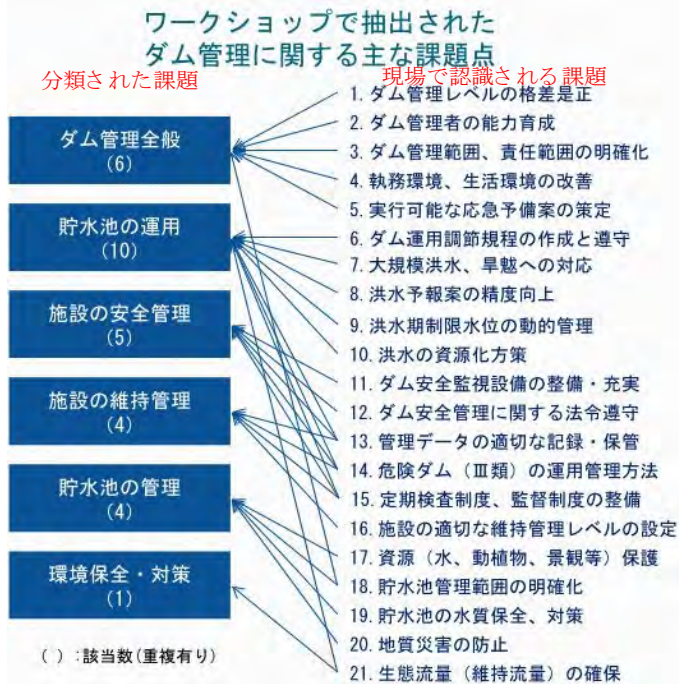 ワークショップで抽出された
ダム管理に関する主な課題点
分類された課題
現場で認識される課題
ダム管理全般
(6)
貯水池の運用
(10)
施設の安全管理
(5)
施設の維持管理
(4)
貯水池の管理
(4)
環境保全・対策
(1)
( ) :該当数(重複有り)
1. ダム管理レベルの格差是正
2. ダム管理者の能力育成
3. ダム管理範囲、責任範囲の明確化
4. 執務環境、生活環境の改善
5. 実行可能な応急予備案の策定
6. ダム運用調節規程の作成と遵守
7. 大規模洪水、旱魃への対応
8. 洪水予報案の精度向上
9. 洪水期制限水位の動的管理
10. 洪水の資源化方策
11. ダム安全監視設備の整備・充実
12. ダム安全管理に関する法令遵守
13. 管理データの適切な記録・保管
14. 危険ダム（Ⅲ類）の運用管理方法
15. 定期検査制度、監督制度の整備
16. 施設の適切な維持管理レベルの設定
17. 資源（水、動植物、景観等）保護
18. 貯水池管理範囲の明確化
19. 貯水池の水質保全、対策
20. 地質災害の防止
21. 生態流量（維持流量）の確保